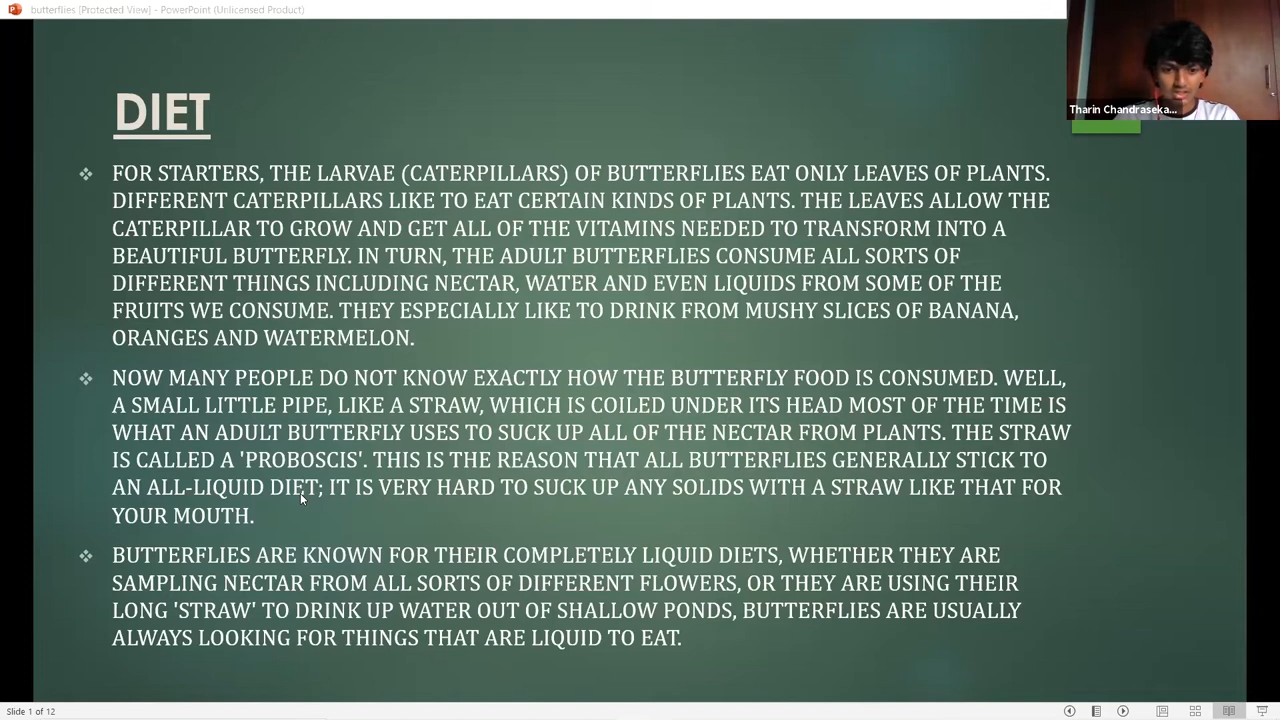 butterflies [Protected View] - PowerPoint (Unlicensed Product)
Tharin Chandraseka...
DIET
FOR STARTERS, THE LARVAE (CATERPILLARS) OF BUTTERFLIES EAT ONLY LEAVES OF PLANTS.
DIFFERENT CATERPILLARS LIKE TO EAT CERTAIN KINDS OF PLANTS. THE LEAVES ALLOW THE
CATERPILLAR TO GROW AND GET ALL OF THE VITAMINS NEEDED TO TRANSFORM INTO A
BEAUTIFUL BUTTERFLY. IN TURN, THE ADULT BUTTERFLIES CONSUME ALL SORTS OF
DIFFERENT THINGS INCLUDING NECTAR, WATER AND EVEN LIQUIDS FROM SOME OF THE
FRUITS WE CONSUME. THEY ESPECIALLY LIKE TO DRINK FROM MUSHY SLICES OF BANANA,
ORANGES AND WATERMELON.
NOW MANY PEOPLE DO NOT KNOW EXACTLY HOW THE BUTTERFLY FOOD IS CONSUMED. WELL,
A SMALL LITTLE PIPE, LIKE A STRAW, WHICH IS COILED UNDER ITS HEAD MOST OF THE TIME IS
WHAT AN ADULT BUTTERFLY USES TO SUCK UP ALL OF THE NECTAR FROM PLANTS. THE STRAW
IS CALLED A 'PROBOSCIS'. THIS IS THE REASON THAT ALL BUTTERFLIES GENERALLY STICK TO
AN ALL-LIQUID DIET; IT IS VERY HARD TO SUCK UP ANY SOLIDS WITH A STRAW LIKE THAT FOR
YOUR MOUTH.
BUTTERFLIES ARE KNOWN FOR THEIR COMPLETELY LIQUID DIETS, WHETHER THEY ARE
SAMPLING NECTAR FROM ALL SORTS OF DIFFERENT FLOWERS, OR THEY ARE USING THEIR
LONG 'STRAW' TO DRINK UP WATER OUT OF SHALLOW PONDS, BUTTERFLIES ARE USUALLY
ALWAYS LOOKING FOR THINGS THAT ARE LIQUID TO EAT.
Slide 1 of 12